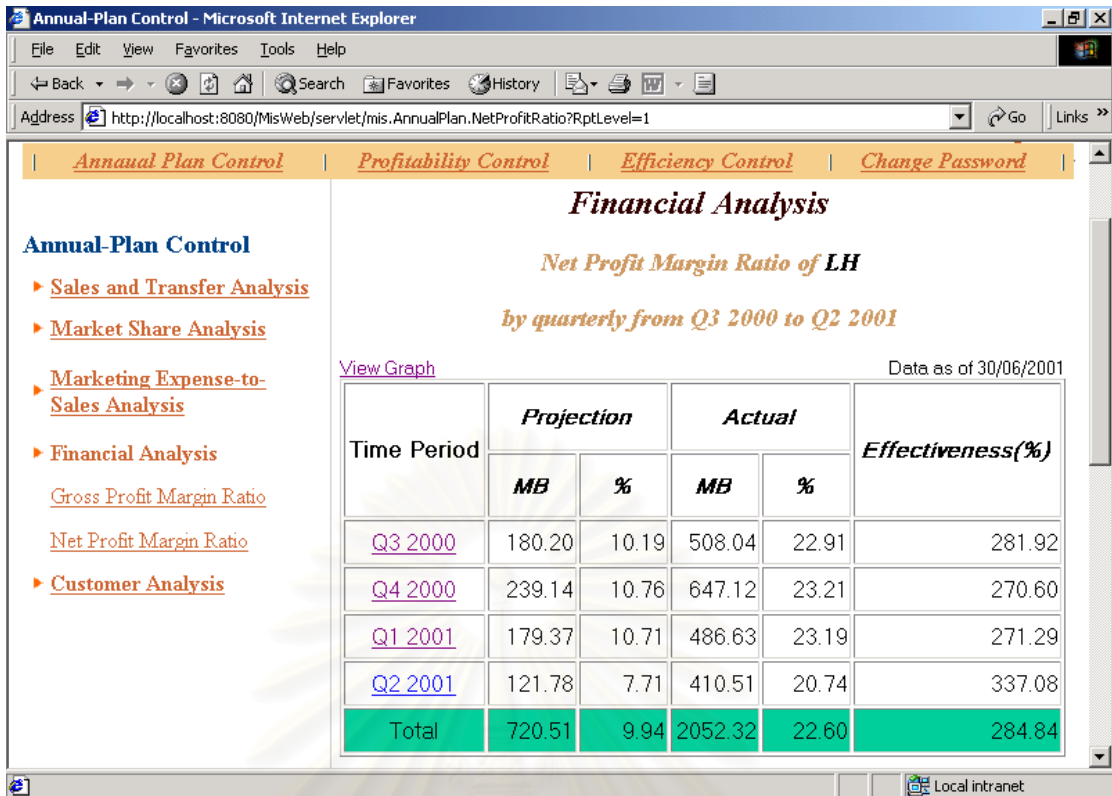 Annual-Plan Control - Microsoft Internet Explorer
File Edit View Favorites Tools Help
Back Search Favorites History
Address http://localhost:8080/MisWeb/servlet/mis.AnnualPlan.NetProfitRatio?RptLevel=1 Go Links »
| Annaual Plan Control | Profitability Control | Efficiency Control | Change Password |
Financial Analysis
Annual-Plan Control
Net Profit Margin Ratio of LH
Sales and Transfer Analysis
by quarterly from Q3 2000 to Q2 2001
Market Share Analysis
Marketing Expense-to-
Sales Analysis
Financial Analysis
Gross Profit Margin Ratio
Net Profit Margin Ratio
Customer Analysis
View Graph Data as of 30/06/2001
Time Period Projection Actual Effectiveness(%)
MB % MB %
Q3 2000 180.20 10.19 508.04 22.91 281.92
Q4 2000 239.14 10.76 647.12 23.21 270.60
Q1 2001 179.37 10.71 486.63 23.19 271.29
Q2 2001 121.78 7.71 410.51 20.74 337.08
Total 720.51 9.94 2052.32 22.60 284.84
Local intranet